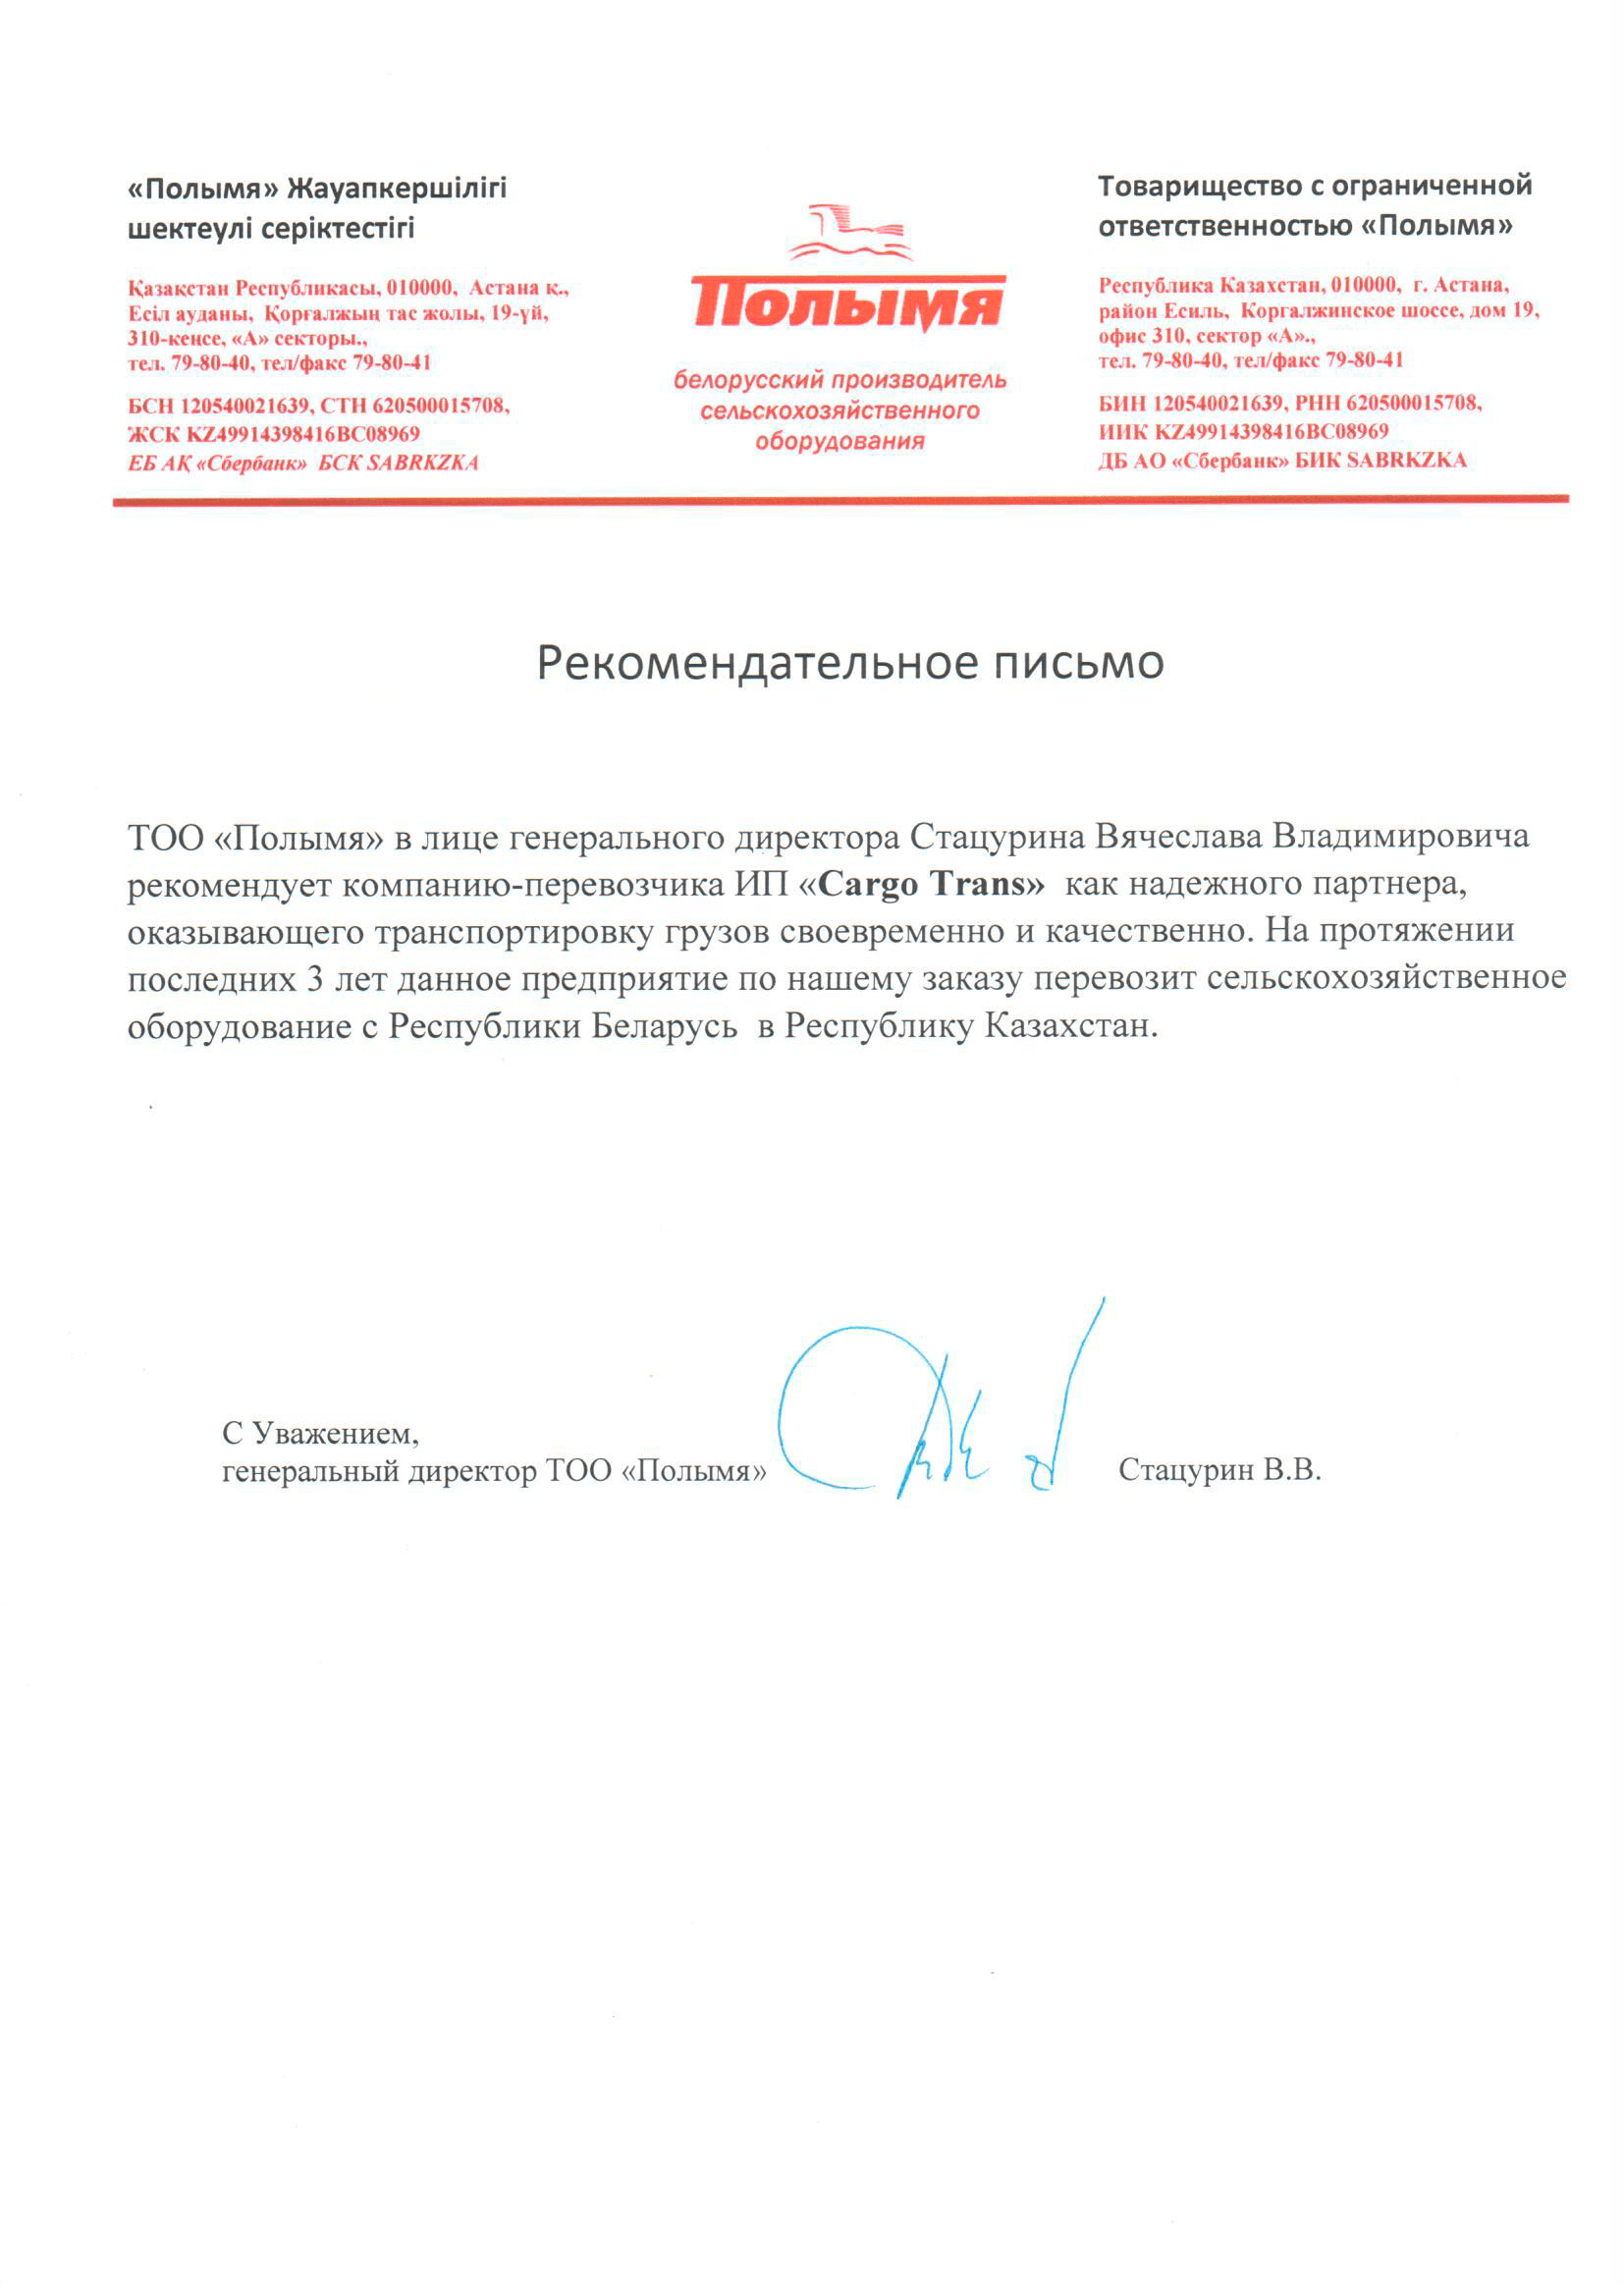 «Полымя» Жауапкершілігі
шектеулі серіктестігі
Қазақстан Республикасы, 010000, Астана қ.,
Есіл ауданы, Қорғалжың тас жолы, 19-үй,
310-кеңсе, «А» секторы.,
тел. 79-80-40, тел/факс 79-80-41
БСН 120540021639, СТН 620500015708,
ЖСК KZ49914398416BC08969
ЕБ АҚ «Сбербанк» БСК SABRKZKA
Полымя
белорусский производитель
сельскохозяйственного
оборудования
Товарищество с ограниченной
ответственностью «Полымя»
Республика Казахстан, 010000, г. Астана,
район Есиль, Коргалжинское шоссе, дом 19,
офис 310, сектор «А».,
тел. 79-80-40, тел/факс 79-80-41
БИН 120540021639, РНН 620500015708,
ИИК KZ49914398416BC08969
ДБ АО «Сбербанк» БИК SABRKZKA
Рекомендательное письмо
ТОО «Полымя» в лице генерального директора Стацурина Вячеслава Владимировича
рекомендует компанию-перевозчика ИП «Cargo Trans» как надежного партнера,
оказывающего транспортировку грузов своевременно и качественно. На протяжении
последних 3 лет данное предприятие по нашему заказу перевозит сельскохозяйственное
оборудование с Республики Беларусь в Республику Казахстан.
С Уважением,
генеральный директор ТОО «Полымя»
Стацурин В.В.